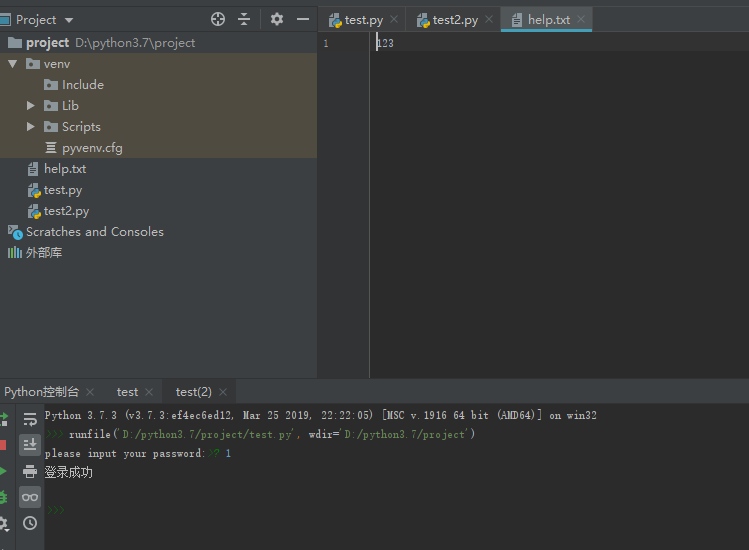 Project
project D:\python3.7\project
venv
Include
Lib
Scripts
pyvenv.cfg
help.txt
test.py
test2.py
Scratches and Consoles
外部库
test.py test2.py help.txt
1 123
Python控制台 test test(2)
Python 3.7.3 (v3.7.3:ef4ec6ed12, Mar 25 2019, 22:22:05) [MSC v.1916 64 bit (AMD64)] on win32
>>> runfile('D:/python3.7/project/test.py', wdir='D:/python3.7/project')
please input your password:>? 1
登录成功
>>>